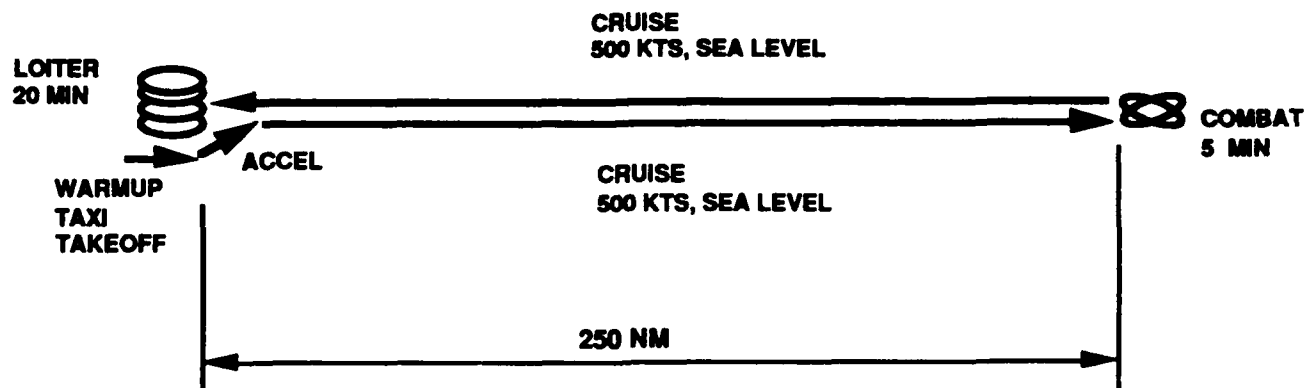 CRUISE
500 KTS, SEA LEVEL
LOITER
20 MIN
COMBAT
5 MIN
ACCEL
WARMUP
TAXI
TAKEOFF
CRUISE
500 KTS, SEA LEVEL
250 NM